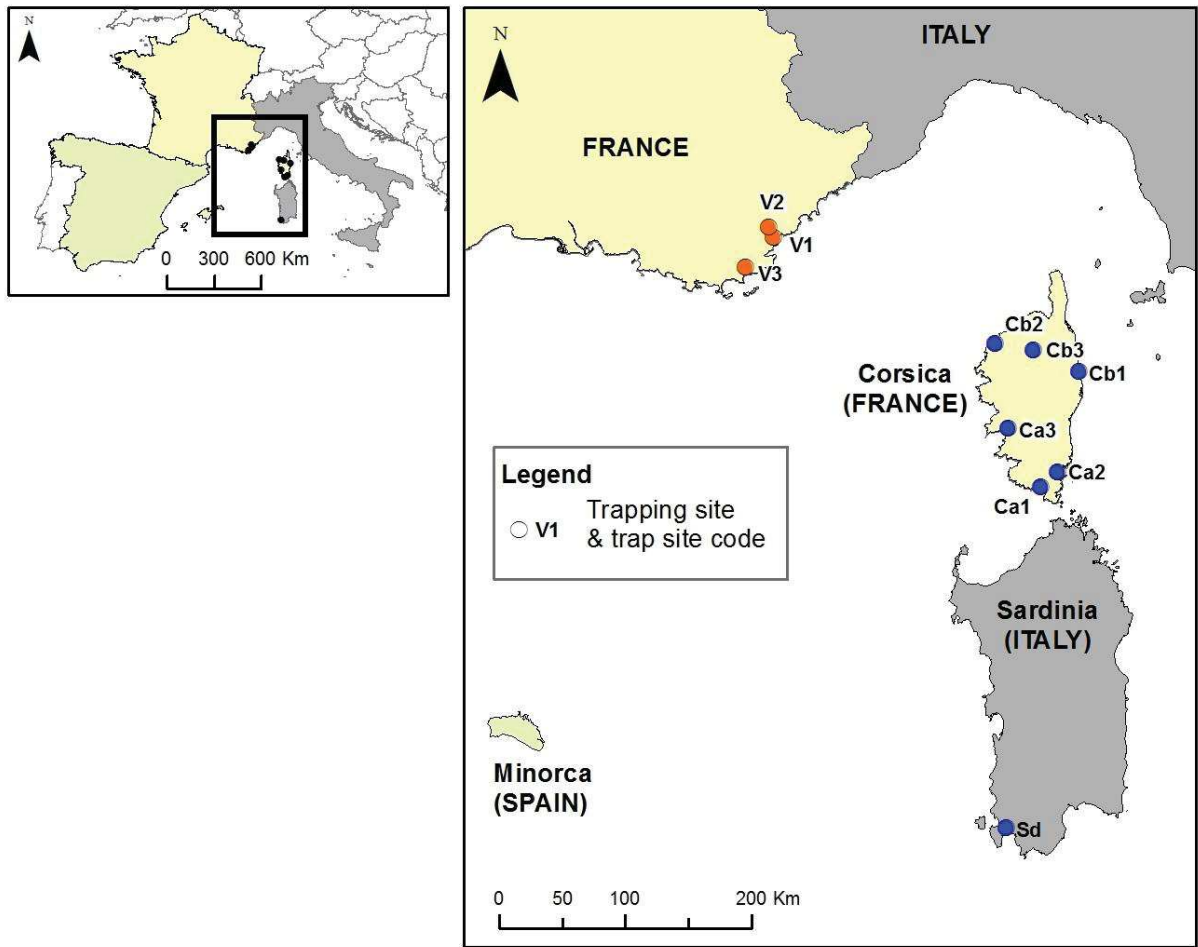 N
0 300 600 Km
N
ITALY
FRANCE
V2
V1
V3
Cb2
Cb3
Cb1
Corsica
(FRANCE)
Ca3
Ca2
Ca1
Legend
V1 Trapping site
& trap site code
Sardinia
(ITALY)
Minorca
(SPAIN)
Sd
0 50 100 200 Km